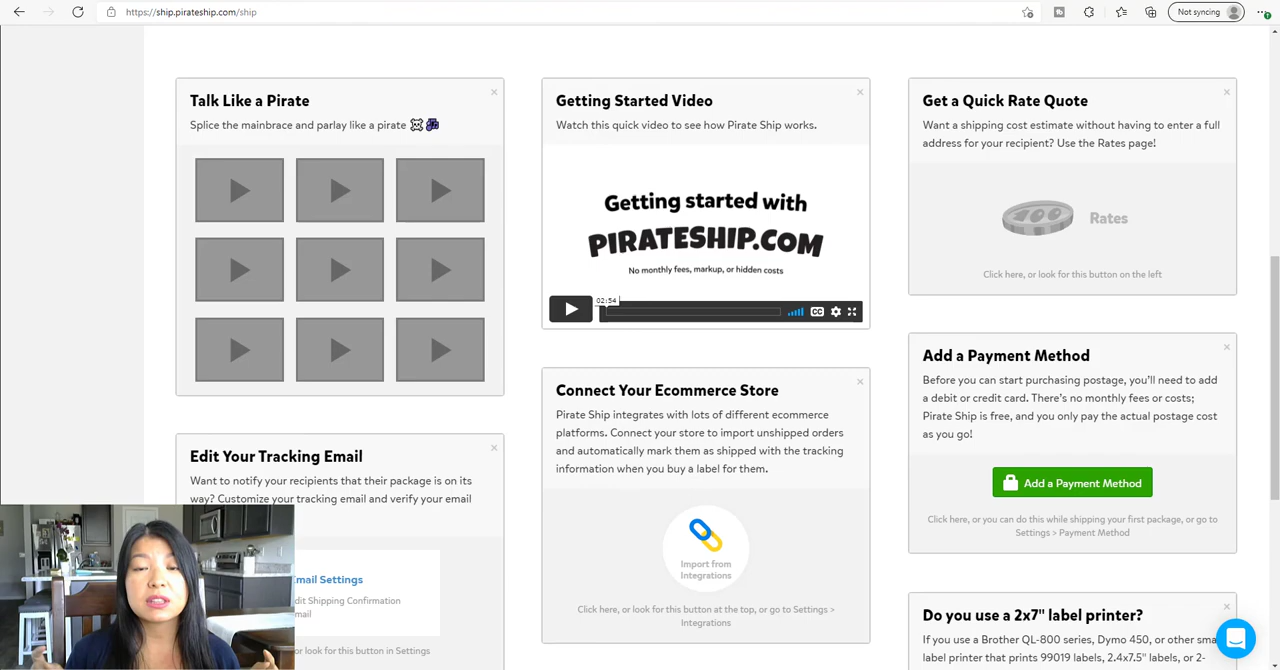 https://ship.pirateship.com/ship
Not syncing
Talk Like a Pirate
Splice the mainbrace and parlay like a pirate
Getting Started Video
Watch this quick video to see how Pirate Ship works.
Getting started with
PIRATESHIP.COM
No monthly fees, markup, or hidden costs
02:54
CC
Get a Quick Rate Quote
Want a shipping cost estimate without having to enter a full
address for your recipient? Use the Rates page!
Rates
Click here, or look for this button on the left
Edit Your Tracking Email
Want to notify your recipients that their package is on its
way? Customize your tracking email and verify your email
Email Settings
dit Shipping Confirmation
mail
or look for this button in Settings
Connect Your Ecommerce Store
Pirate Ship integrates with lots of different ecommerce
platforms. Connect your store to import unshipped orders
and automatically mark them as shipped with the tracking
information when you buy a label for them.
Import from
Integrations
Click here, or look for this button at the top, or go to Settings >
Integrations
Add a Payment Method
Before you can start purchasing postage, you'll need to add
a debit or credit card. There's no monthly fees or costs;
Pirate Ship is free, and you only pay the actual postage cost
as you go!
Add a Payment Method
Click here, or you can do this while shipping your first package, or go to
Settings > Payment Method
Do you use a 2x7" label printer?
If you use a Brother QL-800 series, Dymo 450, or other sma
label printer that prints 99019 labels, 2.4x7.5" labels, or 2-